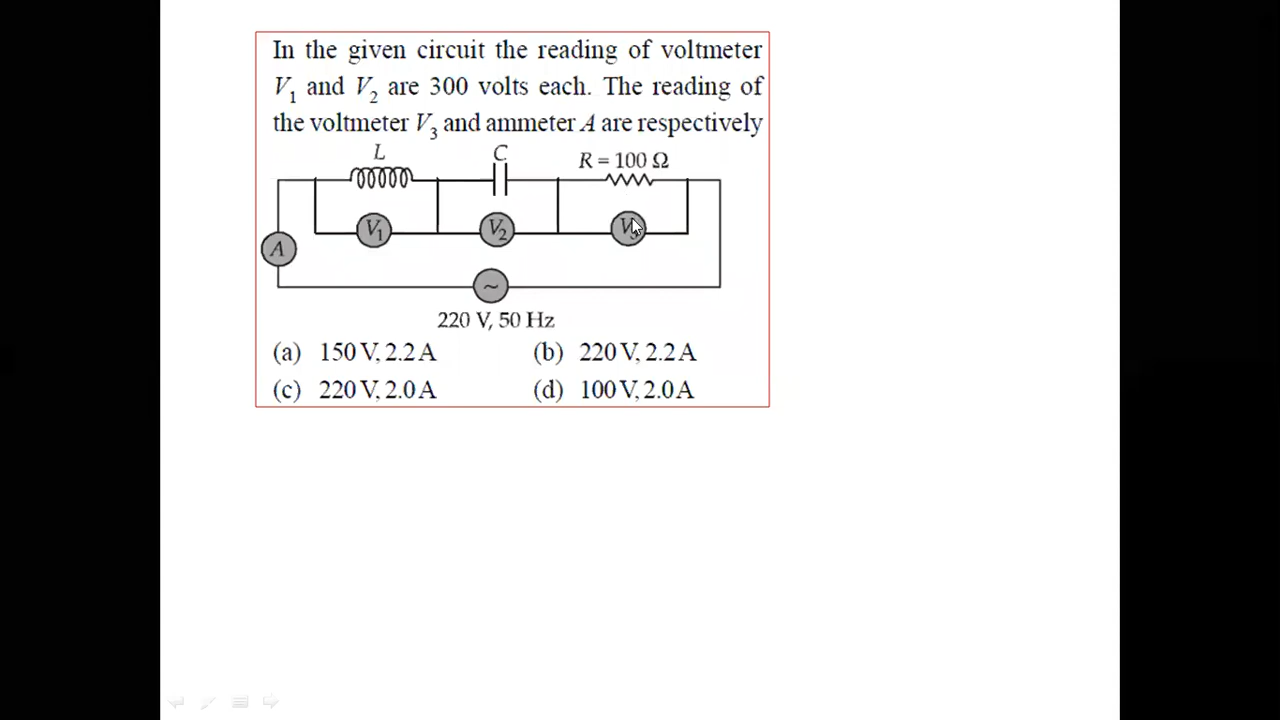 In the given circuit the reading of voltmeter
V1 and V2 are 300 volts each. The reading of
the voltmeter V3 and ammeter A are respectively
L C R = 100 Ω
V1 V2 V3
A
~
220 V, 50 Hz
(a) 150 V, 2.2 A (b) 220 V, 2.2 A
(c) 220 V, 2.0 A (d) 100 V, 2.0 A